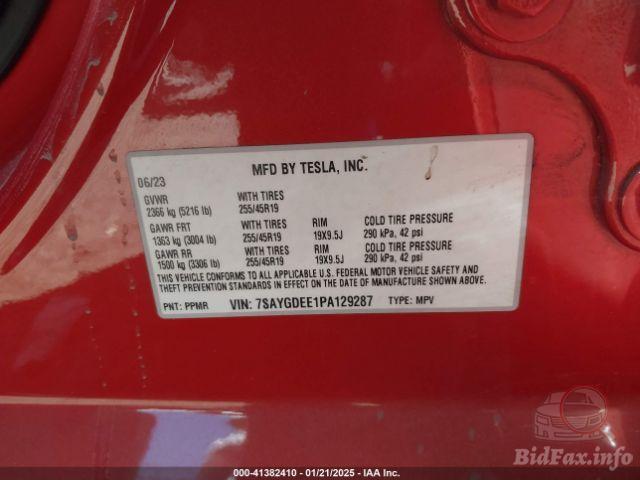 MFD BY TESLA, INC.
06/23
GVWR WITH TIRES
2366 kg (5216 lb) 255/45R19
GAWR FRT WITH TIRES RIM COLD TIRE PRESSURE
1363 kg (3004 lb) 255/45R19 19X9.5J 290 kPa, 42 psi
GAWR RR WITH TIRES RIM COLD TIRE PRESSURE
1500 kg (3306 lb) 255/45R19 19X9.5J 290 kPa, 42 psi
THIS VEHICLE CONFORMS TO ALL APPLICABLE U.S. FEDERAL MOTOR VEHICLE SAFETY AND
THEFT PREVENTION STANDARDS IN EFFECT ON THE DATE OF MANUFACTURE SHOWN ABOVE.
PNT: PPMR VIN: 7SAYGDEE1PA129287 TYPE: MPV
BidFax.info
000-41382410 - 01/21/2025 - IAA Inc.